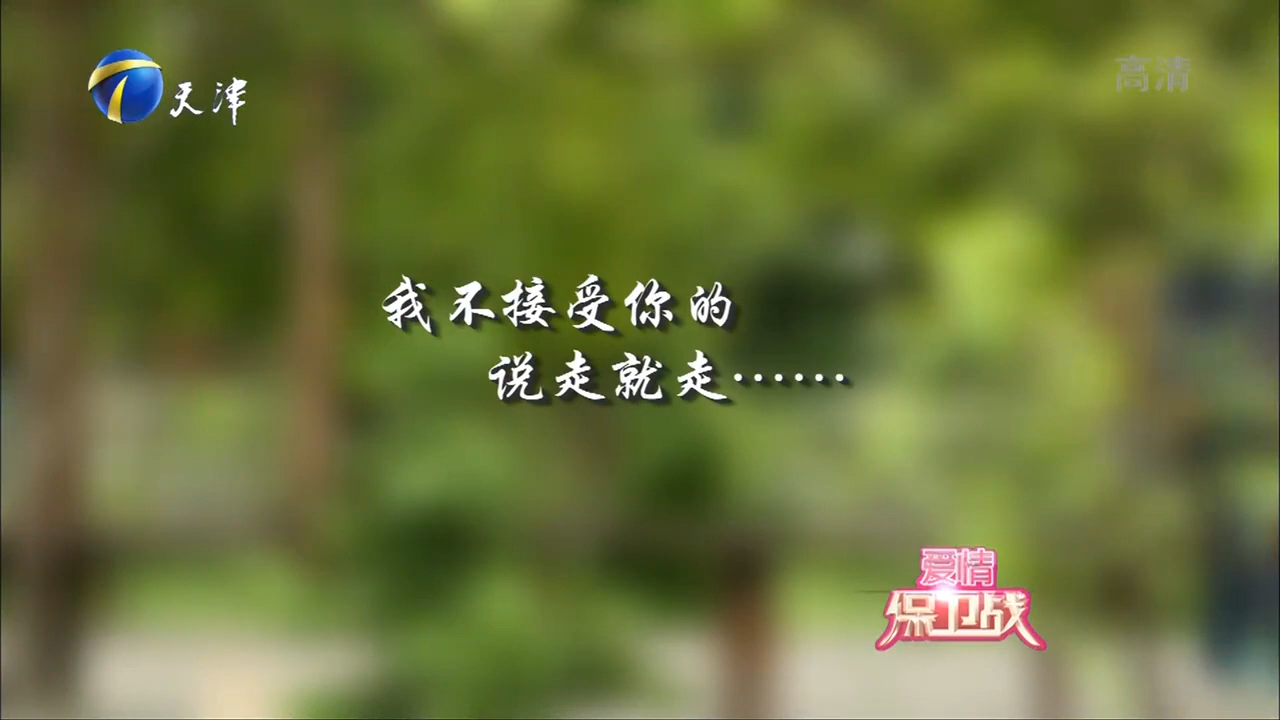 天津
高清
我不接受你的
说走就走……
爱情
保卫战